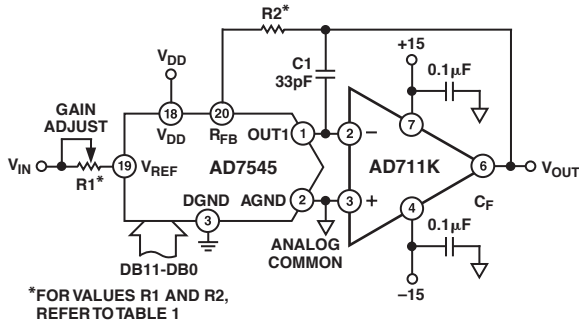 R2*
+15
0.1µF
C1
33pF
VDD
GAIN
ADJUST
18
VDD
20
RFB
OUT1
1
2
–
7
VIN
R1*
19
VREF
AD7545
AD711K
6
VOUT
DGND
3
AGND
2
3
+
4
CF
ANALOG
COMMON
0.1µF
DB11-DB0
–15
*FOR VALUES R1 AND R2,
REFER TO TABLE 1